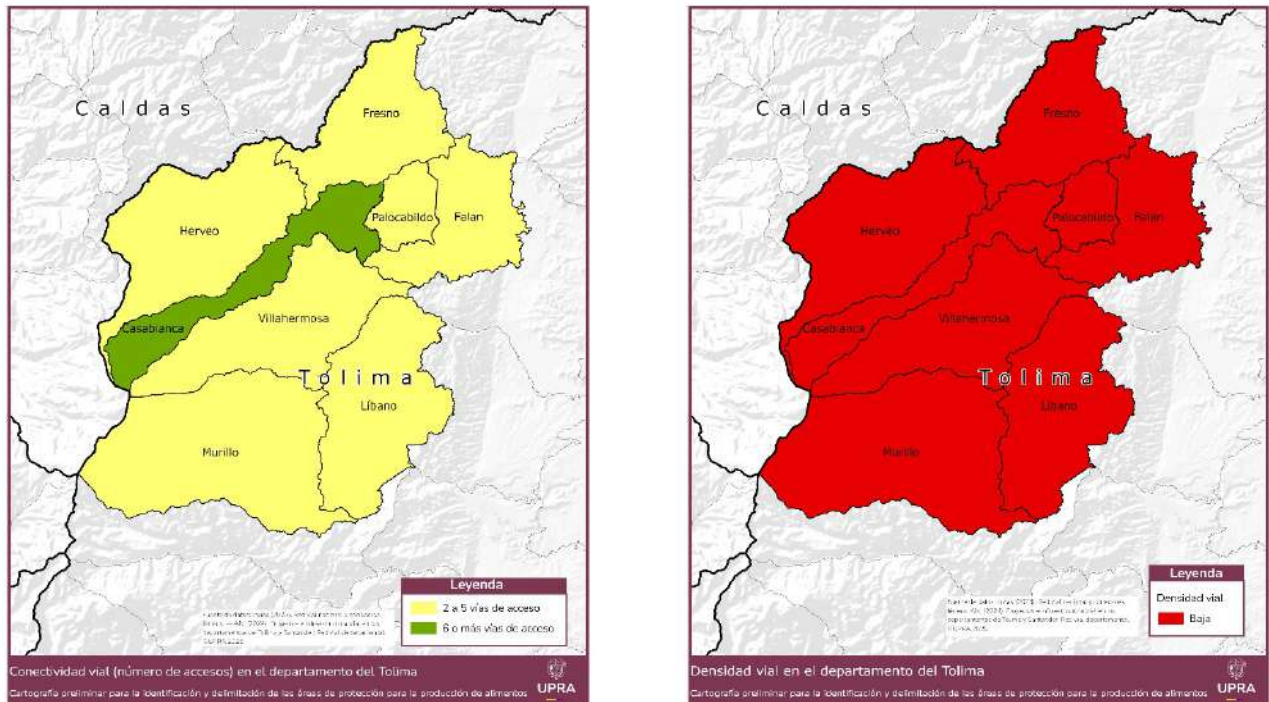 Caldas
Fresno
Herveo
Palocabildo
Falan
Casabianca
Villahermosa
Tolima
Líbano
Murillo
Leyenda
2 a 5 vías de acceso
6 o más vías de acceso
Conectividad vial (número de accesos) en el departamento del Tolima
Cartografía preliminar para la identificación y delimitación de las áreas de protección para la producción de alimentos
UPRA
Caldas
Fresno
Herveo
Palocabildo
Falan
Casabianca
Villahermosa
Tolima
Líbano
Murillo
Leyenda
Densidad vial
Baja
Densidad vial en el departamento del Tolima
Cartografía preliminar para la identificación y delimitación de las áreas de protección para la producción de alimentos
UPRA